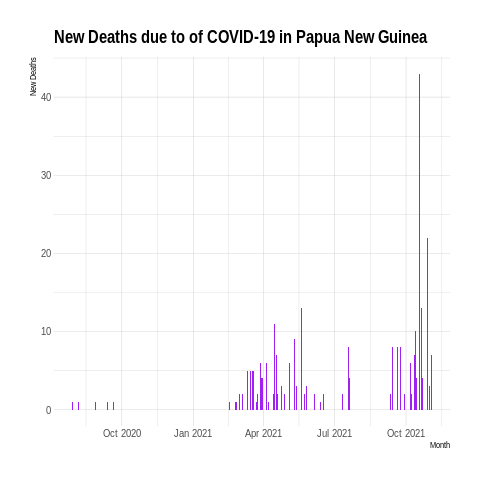 New Deaths due to of COVID-19 in Papua New Guinea
New Deaths
40
30
20
10
0
Oct 2020 Jan 2021 Apr 2021 Jul 2021 Oct 2021
Month